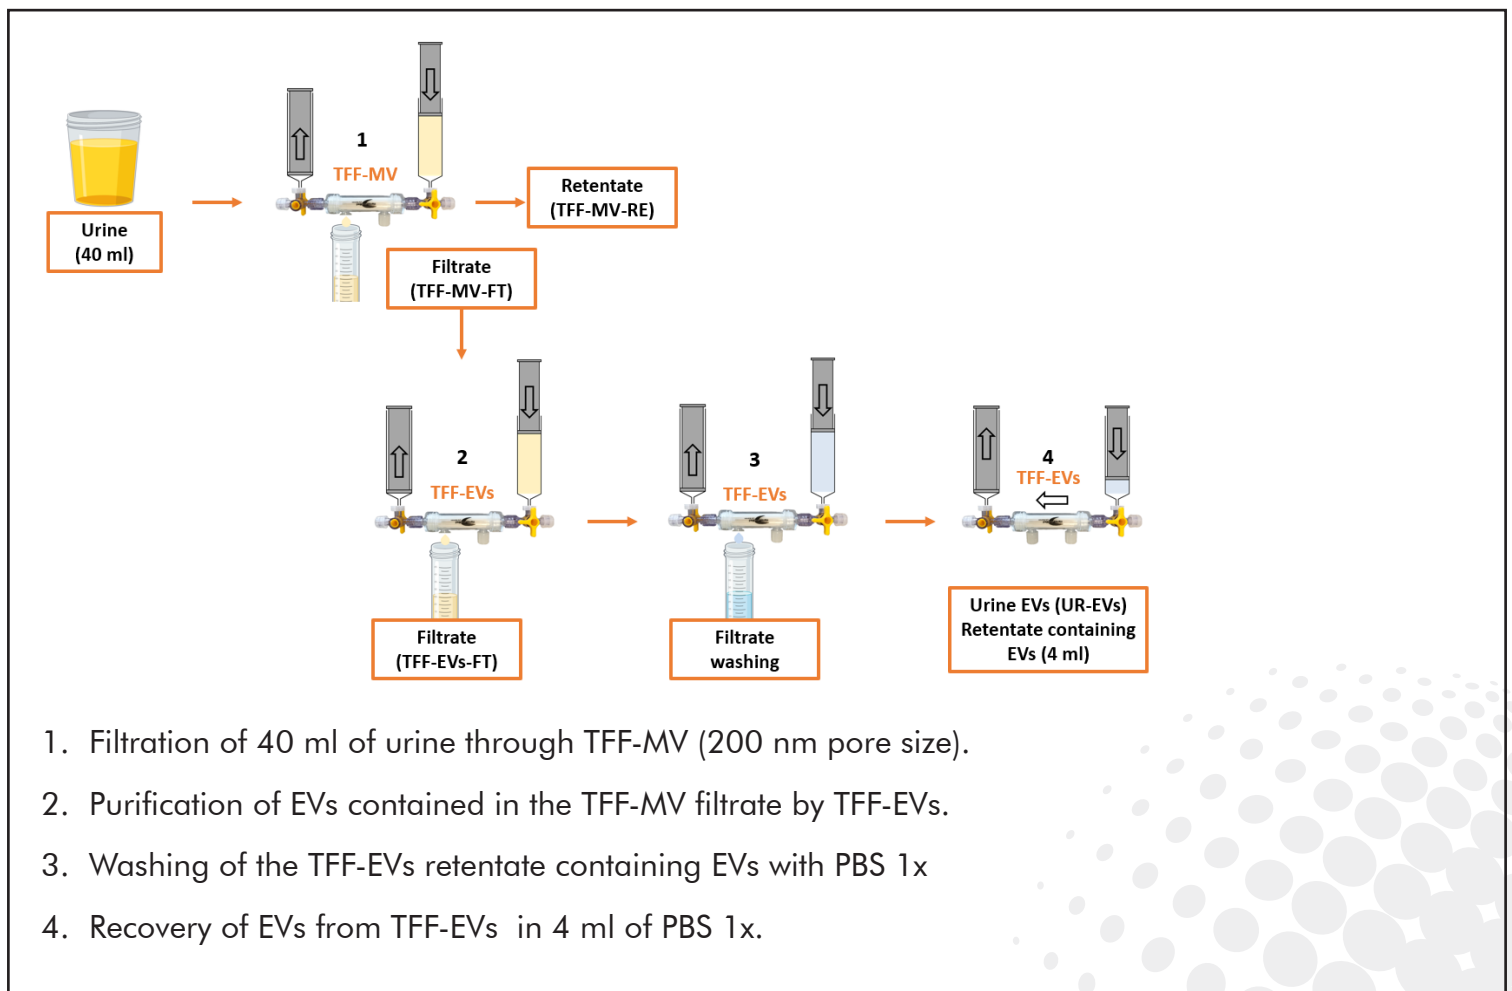 1
TFF-MV
Urine
(40 ml)
Retentate
(TFF-MV-RE)
Filtrate
(TFF-MV-FT)
2
TFF-EVs
3
TFF-EVs
4
TFF-EVs
Filtrate
(TFF-EVs-FT)
Filtrate
washing
Urine EVs (UR-EVs)
Retentate containing
EVs (4 ml)
1. Filtration of 40 ml of urine through TFF-MV (200 nm pore size).
2. Purification of EVs contained in the TFF-MV filtrate by TFF-EVs.
3. Washing of the TFF-EVs retentate containing EVs with PBS 1x
4. Recovery of EVs from TFF-EVs in 4 ml of PBS 1x.